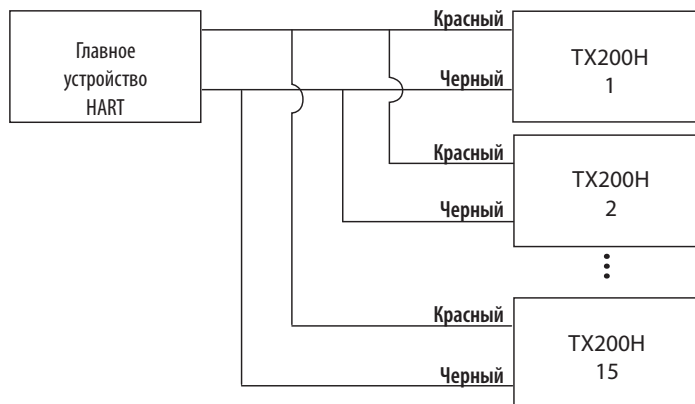 Главное
устройство
HART
Красный
Черный
TX200H
1
Красный
Черный
TX200H
2
Красный
Черный
TX200H
15